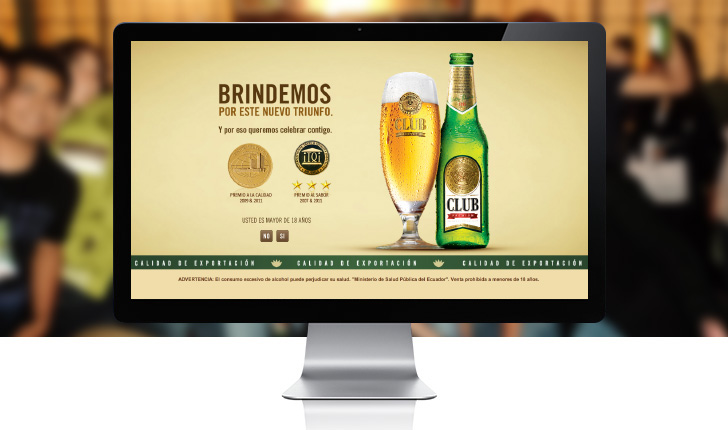 BRINDEMOS
POR ESTE NUEVO TRIUNFO.
Y por eso queremos celebrar contigo.
iTQi
PREMIO A LA CALIDAD
2009 & 2011
PREMIO AL SABOR
2007 & 2011
USTED ES MAYOR DE 18 AÑOS
NO SI
CLUB
CLUB
CALIDAD DE EXPORTACIÓN CALIDAD DE EXPORTACIÓN CALIDAD DE EXPORTACIÓN
ADVERTENCIA: El consumo excesivo de alcohol puede perjudicar su salud. "Ministerio de Salud Pública del Ecuador". Venta prohibida a menores de 18 años.